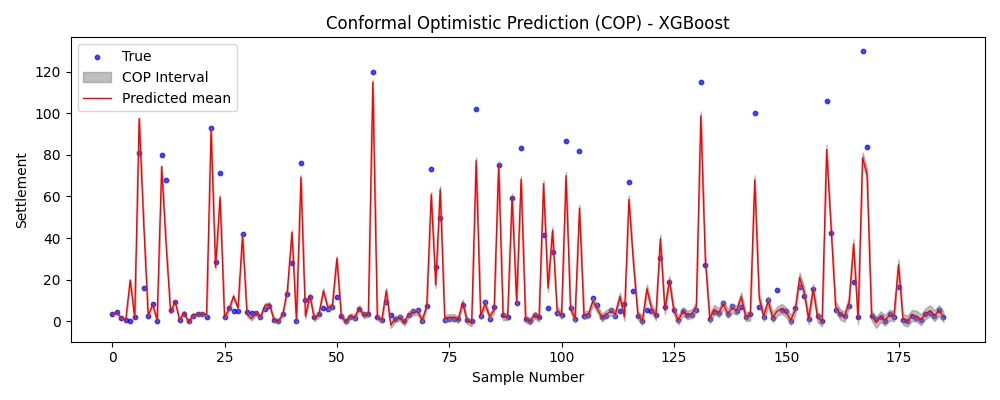 Conformal Optimistic Prediction (COP) - XGBoost
True
COP Interval
Predicted mean
Settlement
120
100
80
60
40
20
0
0 25 50 75 100 125 150 175
Sample Number